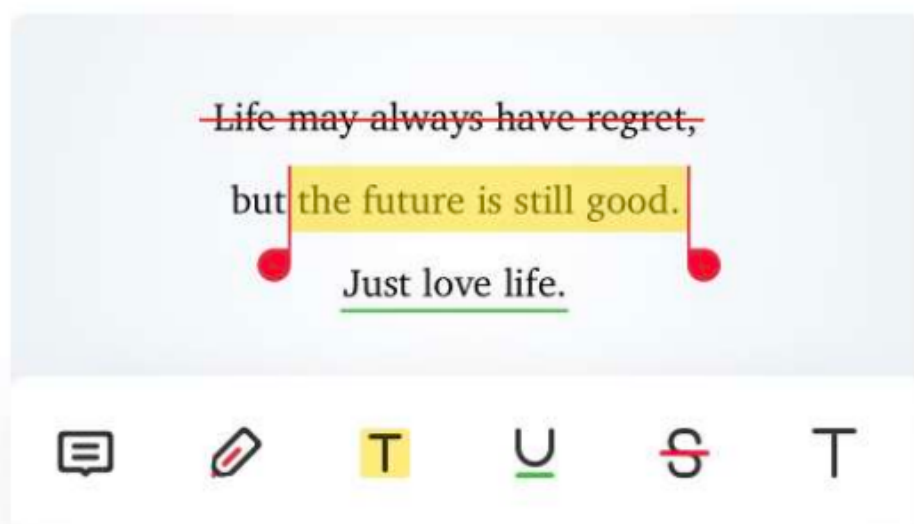 Life may always have regret,
but the future is still good.
Just love life.
T U S T